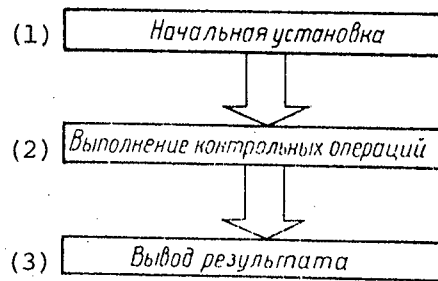 (1) Начальная установка
(2) Выполнение контрольных операций
(3) Вывод результата